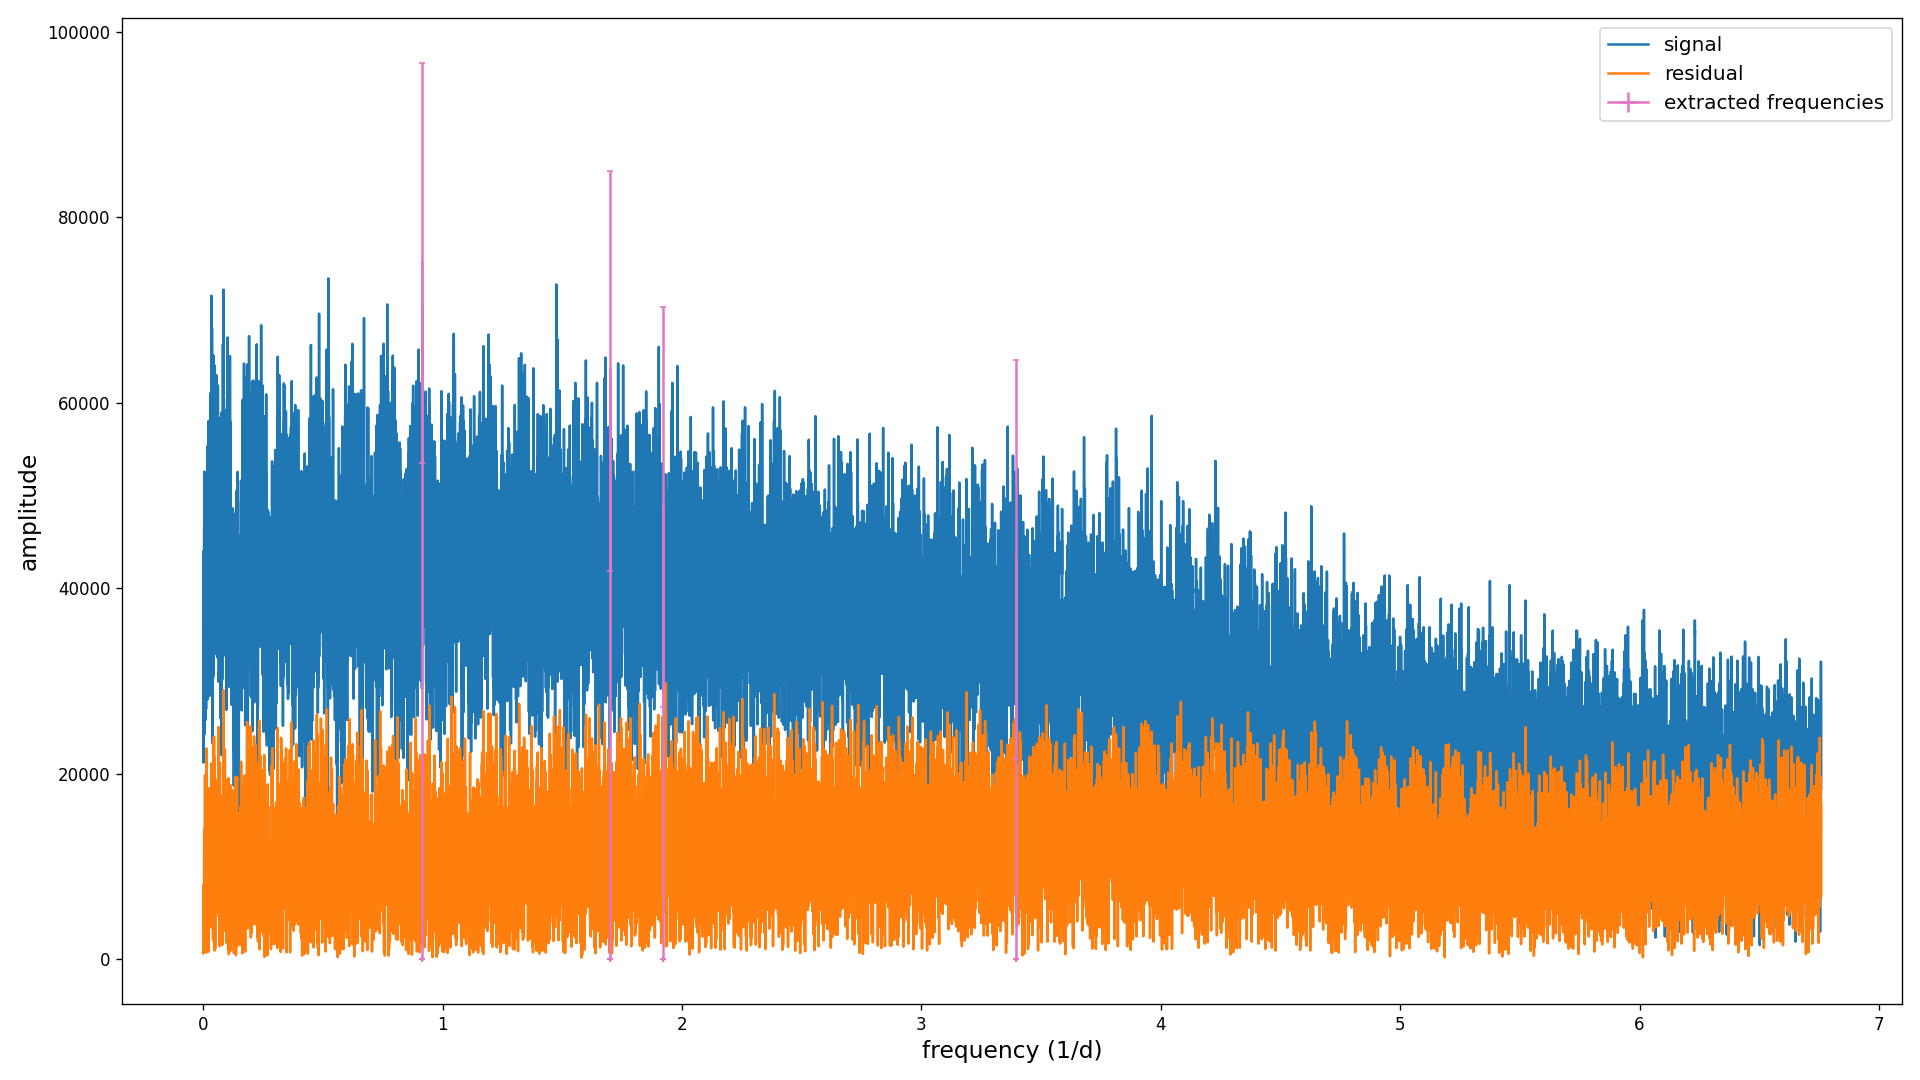 signal
residual
extracted frequencies
amplitude
100000
80000
60000
40000
20000
0
0 1 2 3 4 5 6 7
frequency (1/d)